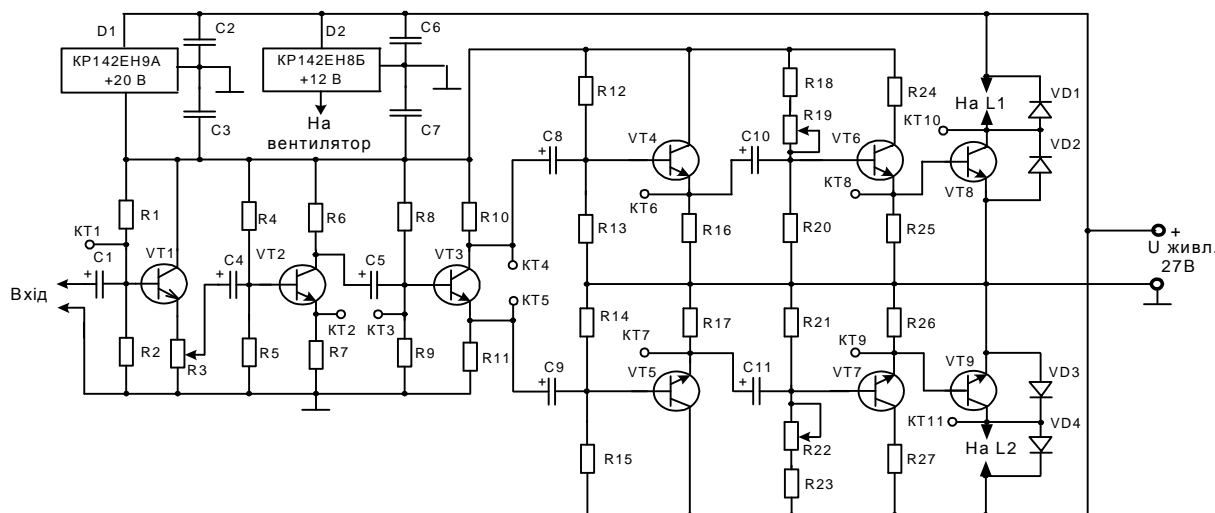 D1
C2
D2
C6
КР142ЕН9А
+20 В
КР142ЕН8Б
+12 В
C3
На
вентилятор
C7
R12
R18
R19
R24
На L1
VD1
КТ10
VD2
C8
+
VT4
C10
+
VT6
VT8
КТ6
КТ8
R1
R4
R6
R8
R10
R13
R16
R20
R25
КТ1
C1
+
VT1
C4
+
VT2
C5
+
VT3
КТ4
КТ5
+
U живл.
27В
Вхід
КТ2
КТ3
R14
R17
R21
R26
КТ7
КТ9
R2
R3
R5
R7
R9
R11
C9
+
VT5
C11
+
VT7
VT9
VD3
КТ11
VD4
R15
R22
R23
R27
На L2